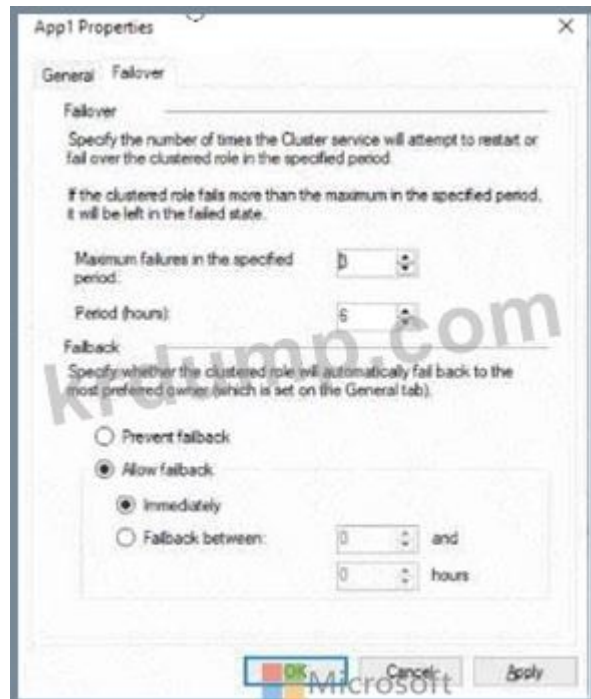 App1 Properties
General Failover
Failover
Specify the number of times the Cluster service will attempt to restart or
fail over the clustered role in the specified period.
If the clustered role fails more than the maximum in the specified period,
it will be left in the failed state.
Maximum failures in the specified
period:
Period (hours): 6
Failback
Specify whether the clustered role will automatically fail back to the
most preferred owner (which is set on the General tab).
Prevent failback
Allow failback
Immediately
Failback between: 0 and
0 hours
OK Cancel Apply
krdump.com
Microsoft